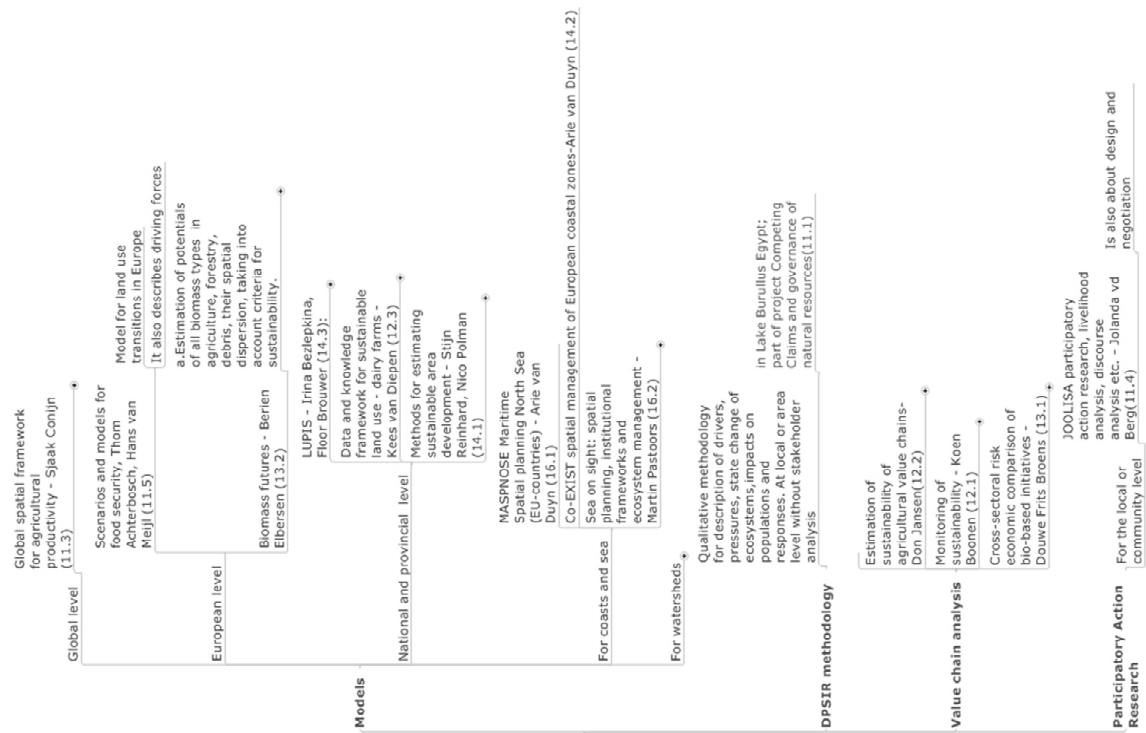 Models
Global level
Global spatial framework
for agricultural
productivity - Sjaak Conijn
(11.3)
European level
Scenarios and models for
food security, Thom
Achterbosch, Hans van
Meijl (11.5)
Model for land use
transitions in Europe
It also describes driving forces
Biomass futures - Berien
Elbersen (13.2)
a.Estimation of potentials
of all biomass types in
agriculture, forestry,
debris, their spatial
dispersion, taking into
account criteria for
sustainability.
National and provincial level
LUPIS - Irina Bezlepkina,
Floor Brouwer (14.3):
Data and knowledge
framework for sustainable
land use - dairy farms -
Kees van Diepen (12.3)
Methods for estimating
sustainable area
development - Stijn
Reinhard, Nico Polman
(14.1)
For coasts and sea
MASPNOSE Maritime
Spatial planning North Sea
(EU-countries) - Arie van
Duyn (16.1)
Co-EXIST spatial management of European coastal zones-Arie van Duyn (14.2)
Sea on sight: spatial
planning, institutional
frameworks and
ecosystem management -
Martin Pastoors (16.2)
For watersheds
DPSIR methodology
Qualitative methodology
for description of drivers,
pressures, state change of
ecosystems,impacts on
populations and
responses. At local or area
level without stakeholder
analysis
in Lake Burullus Egypt;
part of project Competing
Claims and governance of
natural resources(11.1)
Value chain analysis
Estimation of
sustainability of
agricultural value chains-
Don Jansen(12.2)
Monitoring of
sustainability - Koen
Boonen (12.1)
Cross-sectoral risk
economic comparison of
bio-based initiatives -
Douwe Frits Broens (13.1)
Participatory Action
Research
For the local or
community level
JOOLISA participatory
action research, livelihood
analysis, discourse
analysis etc. - Jolanda vd
Berg(11.4)
Is also about design and
negotiation